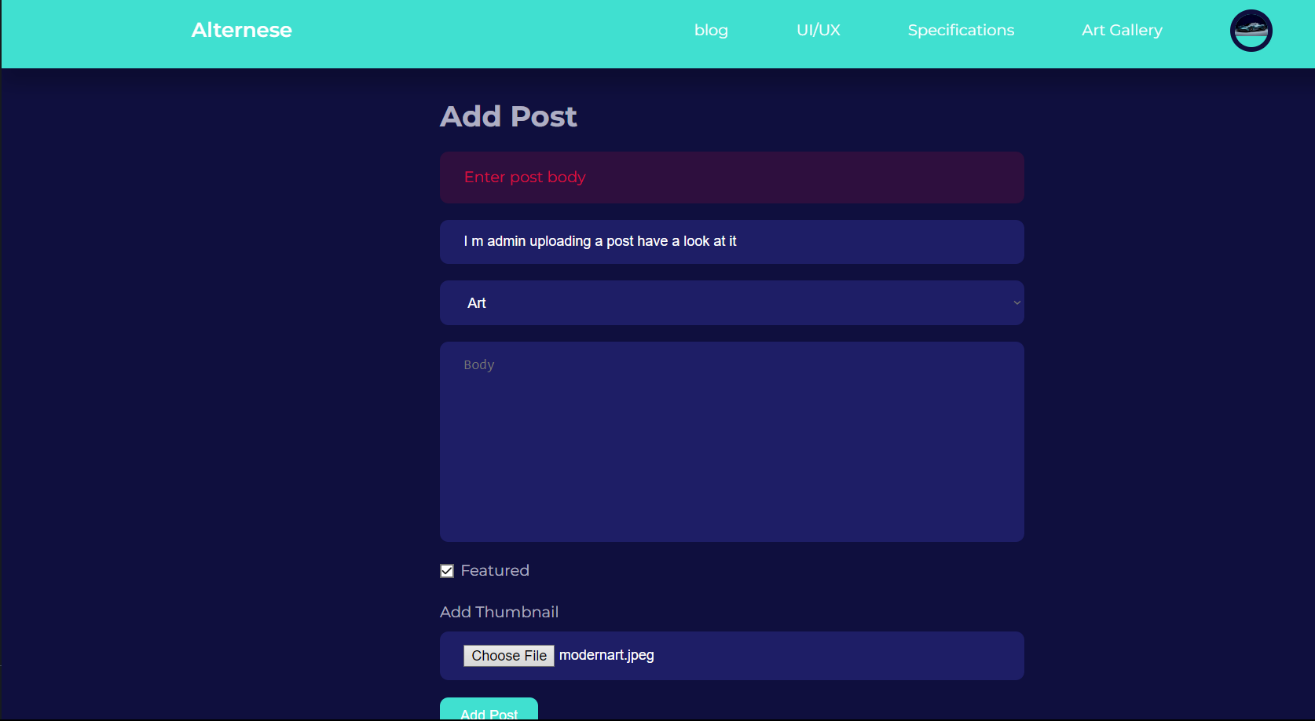 Alternese blog UI/UX Specifications Art Gallery
Add Post
Enter post body
I m admin uploading a post have a look at it
Art
Body
Featured
Add Thumbnail
Choose File modernart.jpeg
Add Post